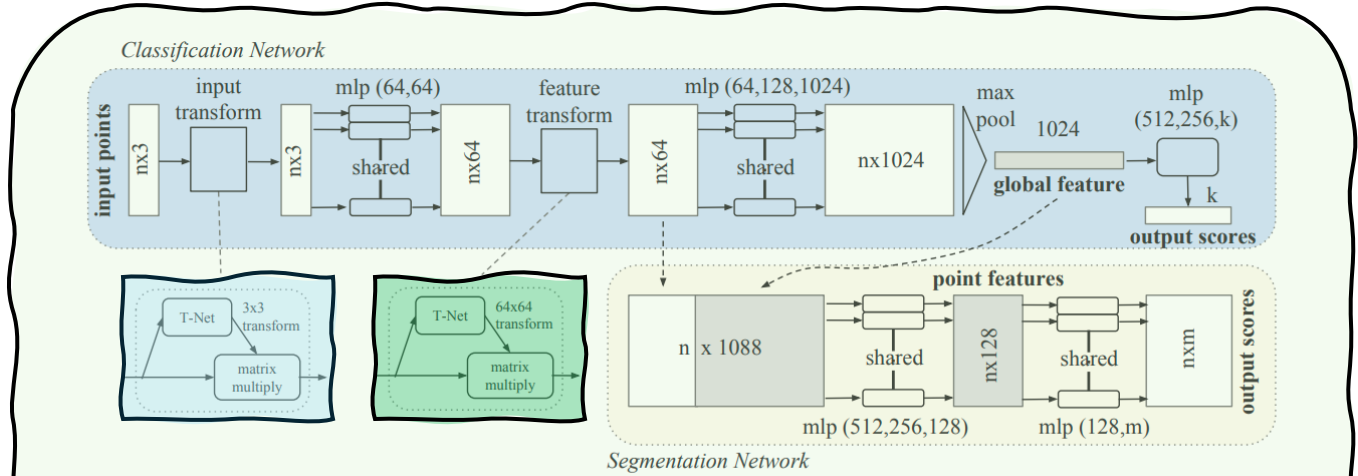 Classification Network
input points
nx3
input
transform
nx3
mlp (64,64)
shared
nx64
feature
transform
nx64
mlp (64,128,1024)
shared
nx1024
max
pool
1024
global feature
mlp
(512,256,k)
k
output scores
T-Net
3x3
transform
matrix
multiply
T-Net
64x64
transform
matrix
multiply
point features
n x 1088
shared
mlp (512,256,128)
nx128
shared
mlp (128,m)
nxm
output scores
Segmentation Network